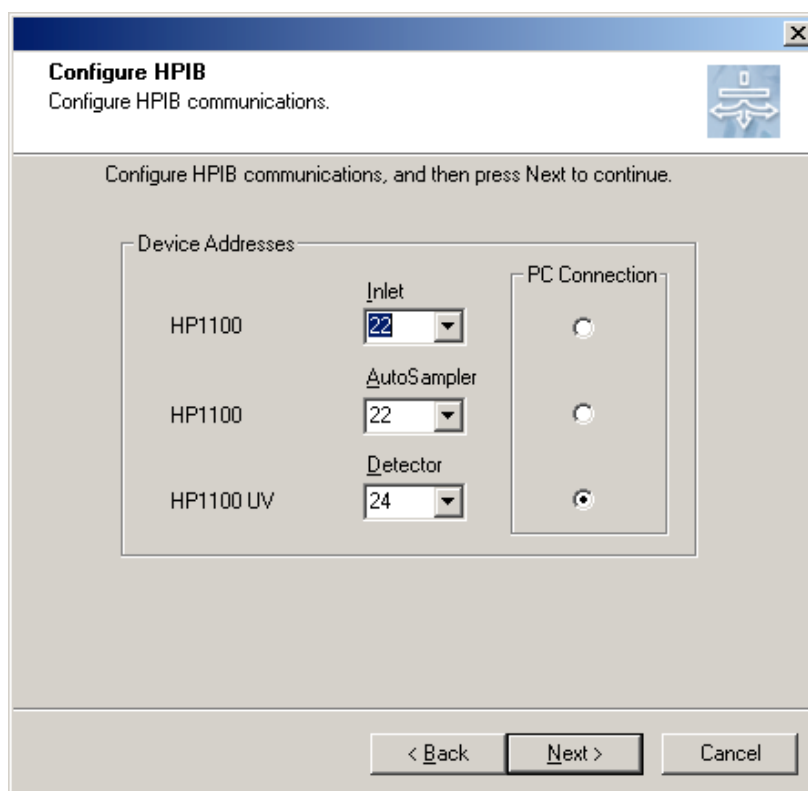 Configure HPIB
Configure HPIB communications.
Configure HPIB communications, and then press Next to continue.
Device Addresses
PC Connection
Inlet
HP1100
22
AutoSampler
HP1100
22
Detector
HP1100 UV
24
< Back
Next >
Cancel